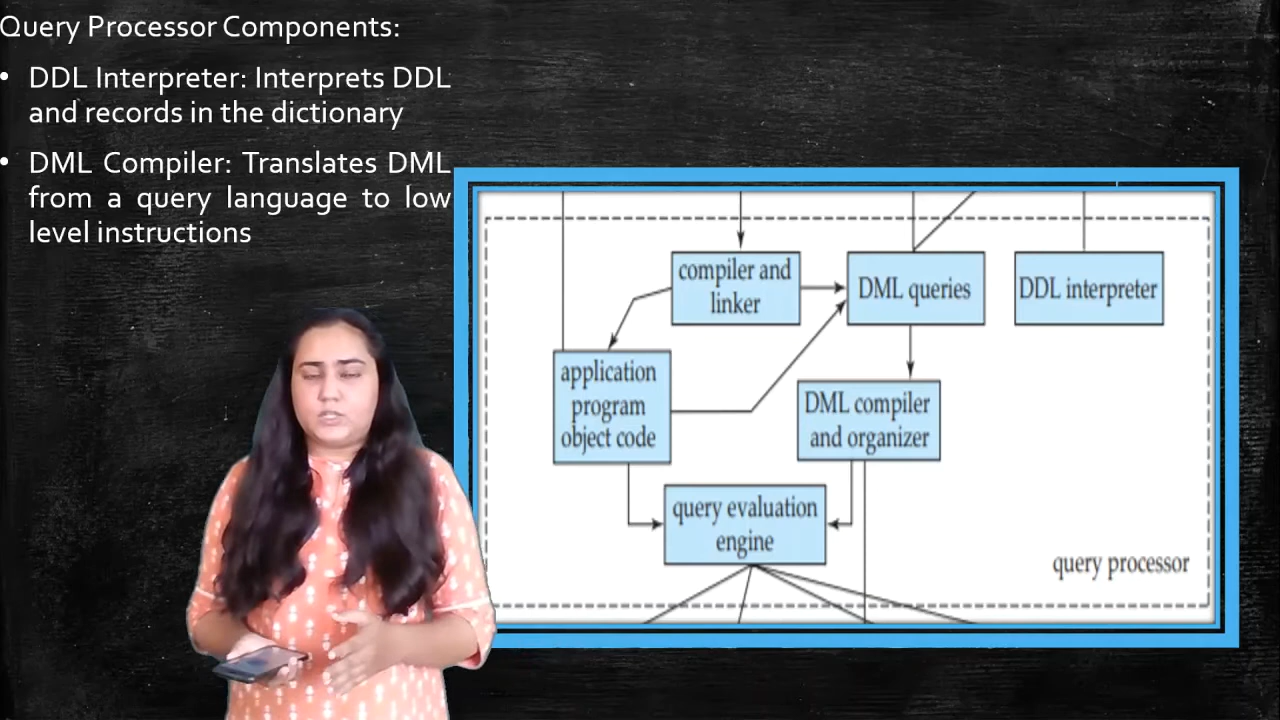 Query Processor Components:
• DDL Interpreter: Interprets DDL
and records in the dictionary
• DML Compiler: Translates DML
from a query language to low
level instructions
compiler and
linker
DML queries
DDL interpreter
application
program
object code
DML compiler
and organizer
query evaluation
engine
query processor